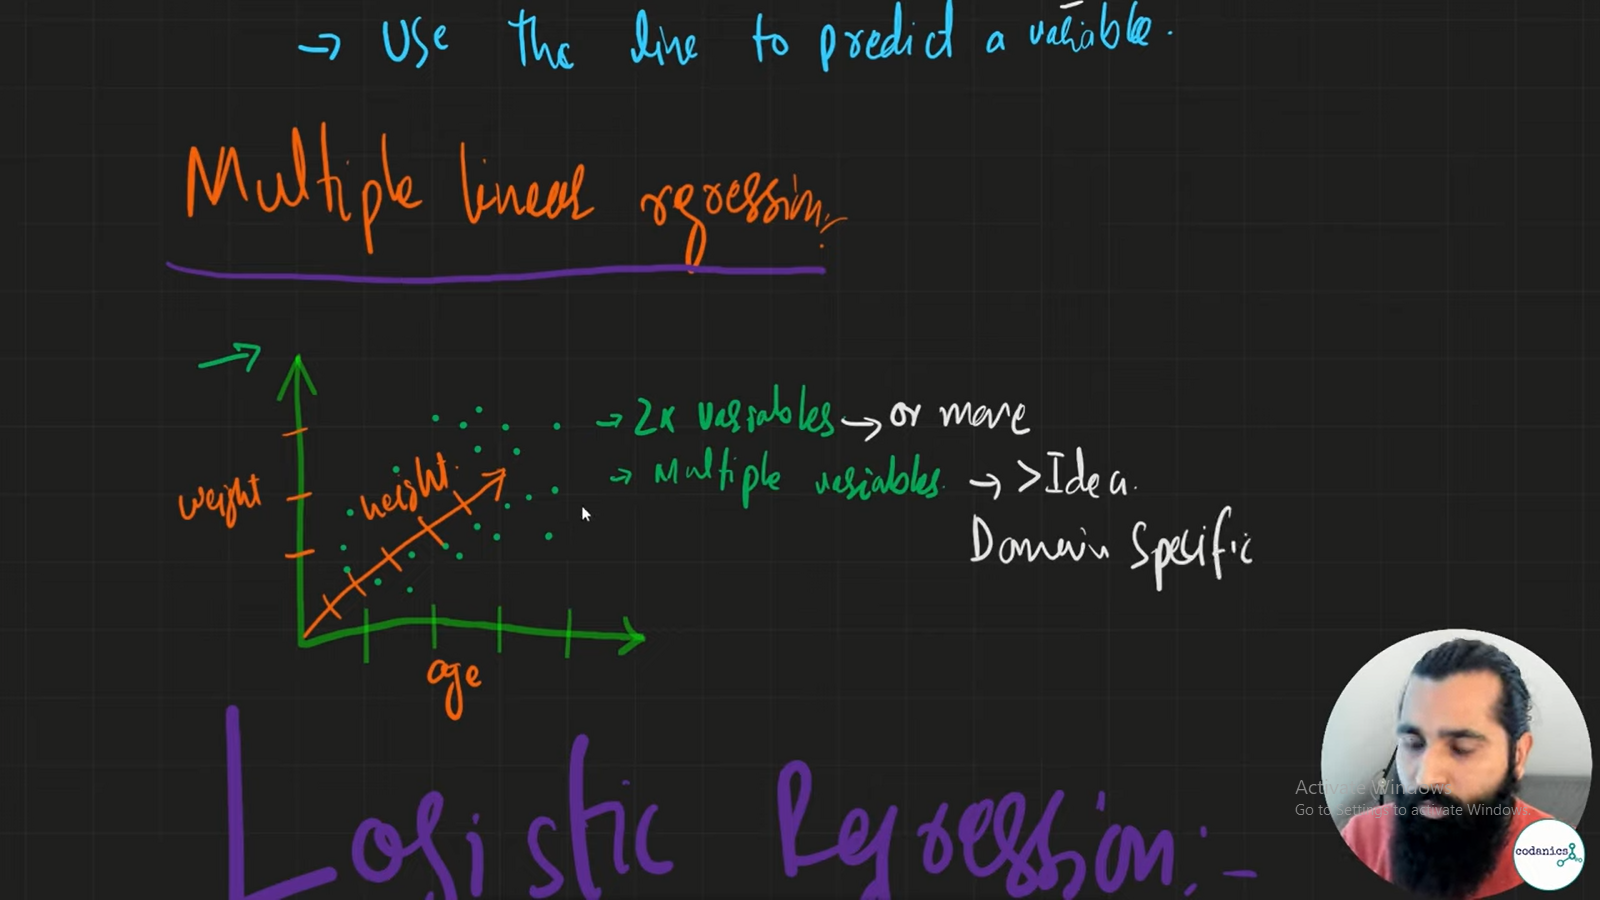 → Use the line to predict a variable.
Multiple linear regression:
weight
height
age
→ 2x variables → or more
→ Multiple variables → >Idea.
Domain Specific
Logistic Regression:-
Activate Windows
Go to Settings to activate Windows.
codanics